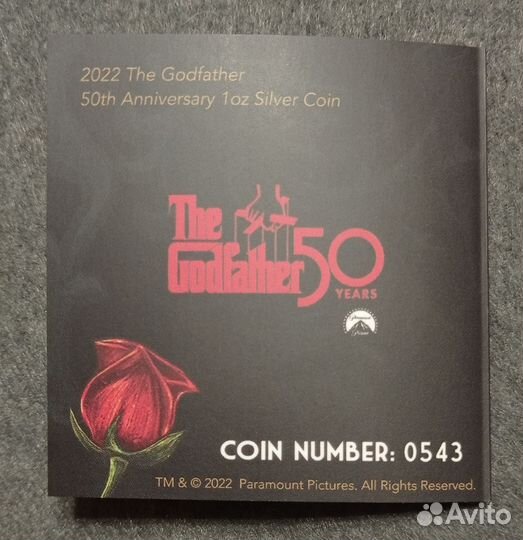 2022 The Godfather
50th Anniversary 1oz Silver Coin
The
Godfather 50
YEARS
Paramount
COIN NUMBER: 0543
TM & © 2022 Paramount Pictures. All Rights Reserved.
Avito